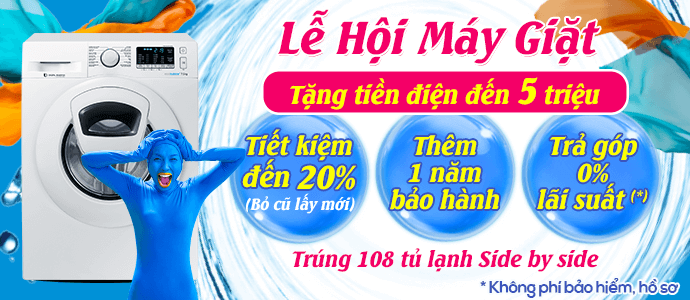 Lễ Hội Máy Giặt
Tặng tiền điện đến 5 triệu
Tiết kiệm
đến 20%
(Bỏ cũ lấy mới)
Thêm
1 năm
bảo hành
Trả góp
0%
lãi suất (*)
Trúng 108 tủ lạnh Side by side
* Không phí bảo hiểm, hồ sơ